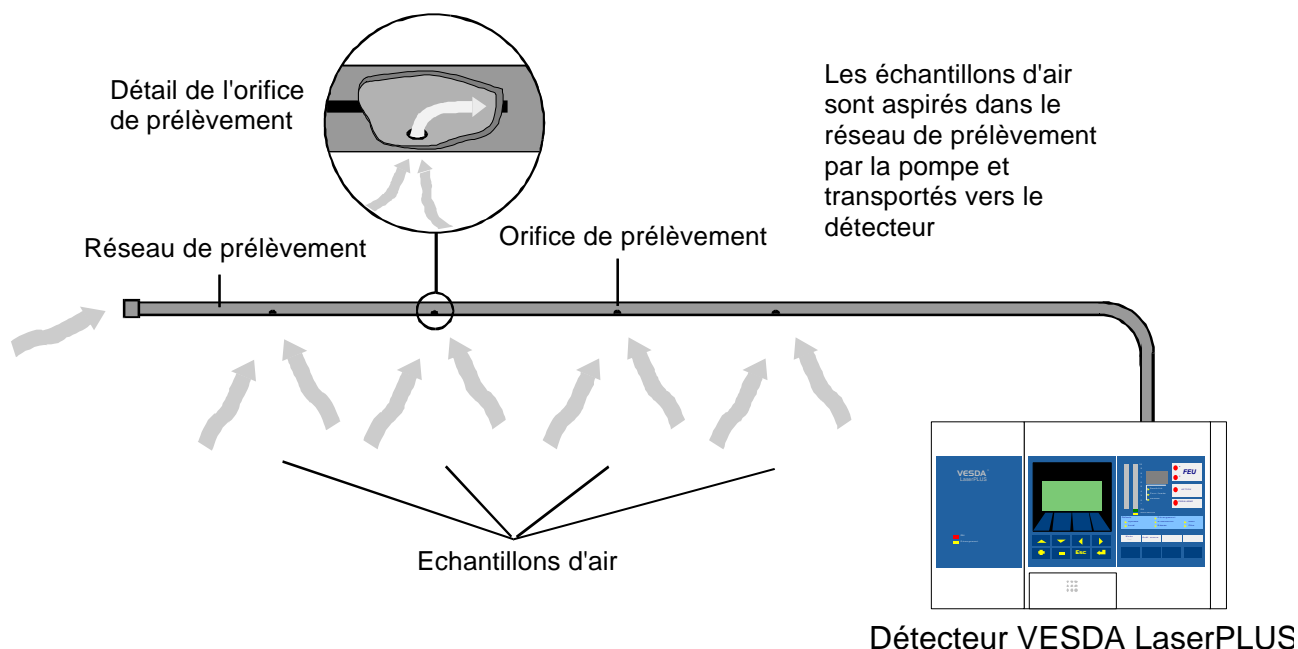 Détail de l'orifice
de prélèvement
Les échantillons d'air
sont aspirés dans le
réseau de prélèvement
par la pompe et
transportés vers le
détecteur
Réseau de prélèvement
Orifice de prélèvement
Echantillons d'air
VESDA
LaserPLUS
FEU
Esc
Détecteur VESDA LaserPLUS